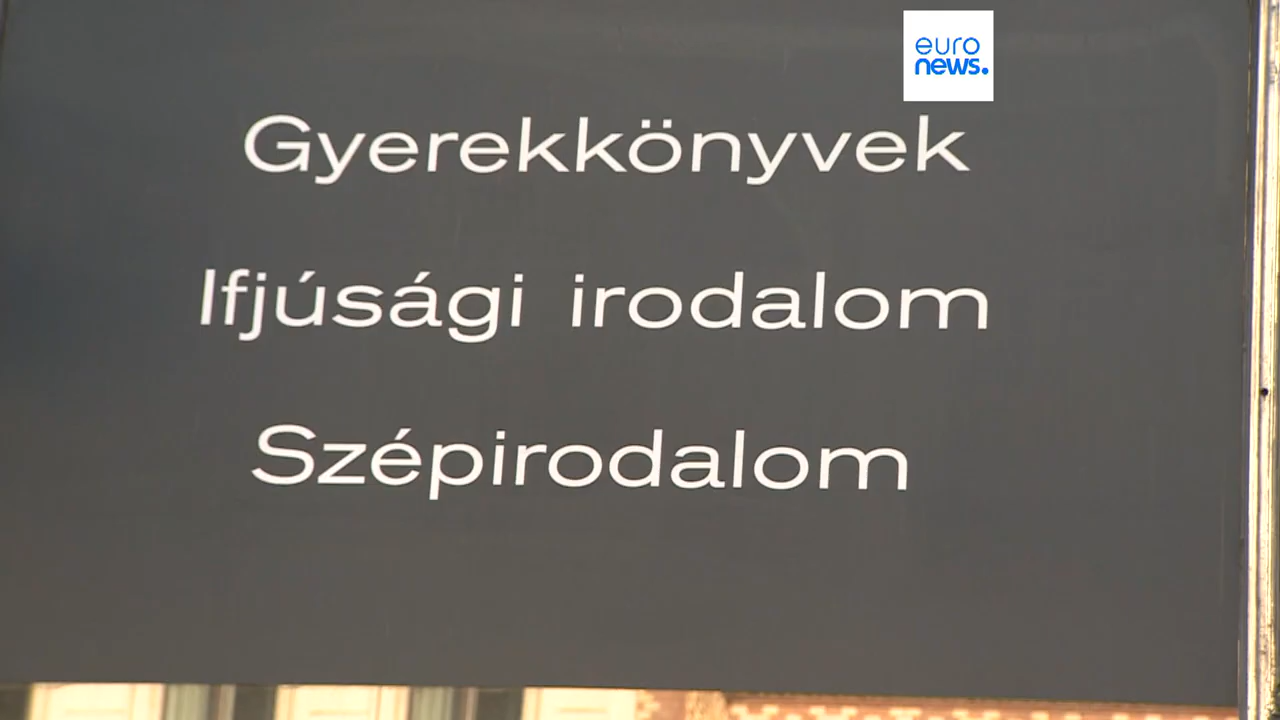 euro
news.
Gyerekkönyvek
Ifjúsági irodalom
Szépirodalom